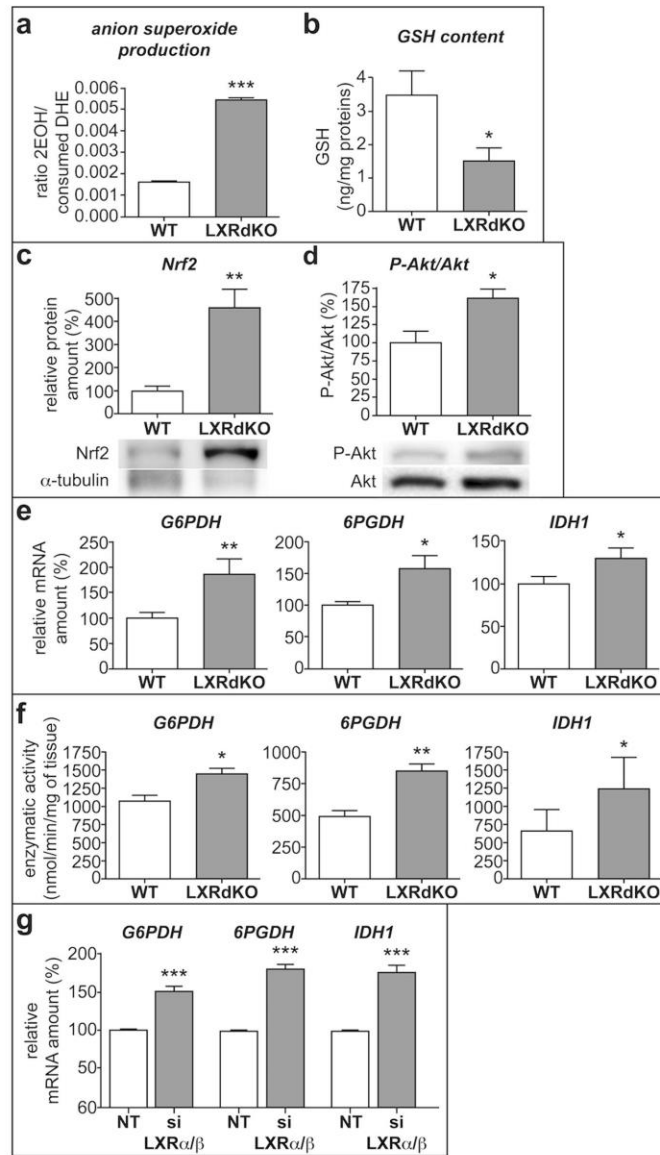 a
anion superoxide
production
ratio 2EOH/
consumed DHE
0.006
0.005
0.004
0.003
0.002
0.001
0.000
***
WT LXRdKO
b
GSH content
GSH
(ng/mg proteins)
4
3
2
1
0
*
WT LXRdKO
c
Nrf2
relative protein
amount (%)
500
400
300
200
100
0
**
WT LXRdKO
Nrf2
α-tubulin
d
P-Akt/Akt
P-Akt/Akt (%)
175
150
125
100
75
50
25
0
*
WT LXRdKO
P-Akt
Akt
e
relative mRNA
amount (%)
G6PDH
250
200
150
100
50
0
**
WT LXRdKO
6PGDH
200
150
100
50
0
*
WT LXRdKO
IDH1
150
100
50
0
*
WT LXRdKO
f
enzymatic activity
(nmol/min/mg of tissue)
G6PDH
1750
1500
1250
1000
750
500
250
0
*
WT LXRdKO
6PGDH
1000
750
500
250
0
**
WT LXRdKO
IDH1
1750
1500
1250
1000
750
500
250
0
*
WT LXRdKO
g
relative
mRNA amount (%)
G6PDH 6PGDH IDH1
200
150
100
50
60
*** *** ***
NT si NT si NT si
LXRα/β LXRα/β LXRα/β